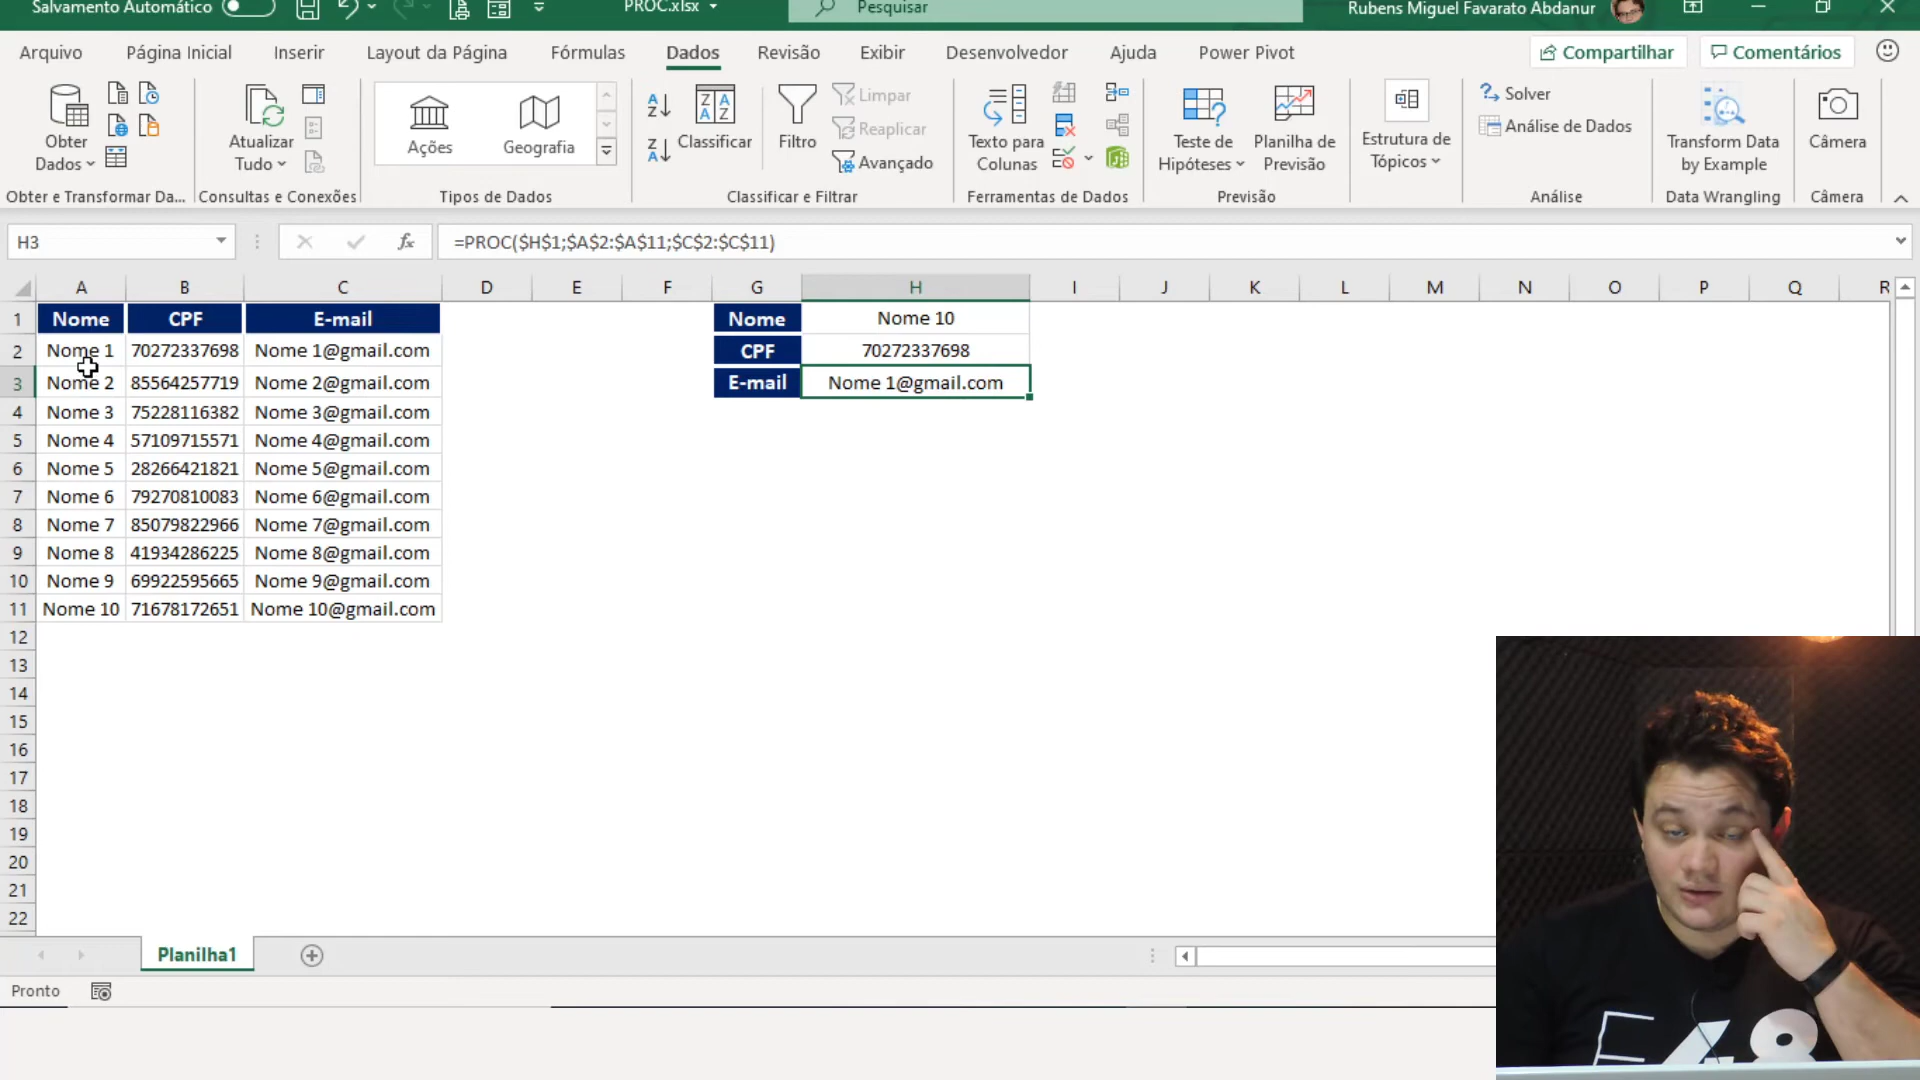 Salvamento Automático
PROC.xlsx
Pesquisar
Rubens Miguel Favarato Abdanur
Arquivo
Página Inicial
Inserir
Layout da Página
Fórmulas
Dados
Revisão
Exibir
Desenvolvedor
Ajuda
Power Pivot
Compartilhar
Comentários
Obter
Dados
Atualizar
Tudo
Ações
Geografia
Classificar
Filtro
Limpar
Reaplicar
Avançado
Texto para
Colunas
Teste de
Hipóteses
Planilha de
Previsão
Estrutura de
Tópicos
Solver
Análise de Dados
Transform Data
by Example
Câmera
Obter e Transformar Da...
Consultas e Conexões
Tipos de Dados
Classificar e Filtrar
Ferramentas de Dados
Previsão
Análise
Data Wrangling
Câmera
H3
fx
=PROC($H$1;$A$2:$A$11;$C$2:$C$11)
A B C D E F G H I J K L M N O P Q R
1 Nome CPF E-mail Nome Nome 10
2 Nome 1 70272337698 Nome 1@gmail.com CPF 70272337698
3 Nome 2 85564257719 Nome 2@gmail.com E-mail Nome 1@gmail.com
4 Nome 3 75228116382 Nome 3@gmail.com
5 Nome 4 57109715571 Nome 4@gmail.com
6 Nome 5 28266421821 Nome 5@gmail.com
7 Nome 6 79270810083 Nome 6@gmail.com
8 Nome 7 85079822966 Nome 7@gmail.com
9 Nome 8 41934286225 Nome 8@gmail.com
10 Nome 9 69922595665 Nome 9@gmail.com
11 Nome 10 71678172651 Nome 10@gmail.com
12
13
14
15
16
17
18
19
20
21
22
Planilha1
Pronto